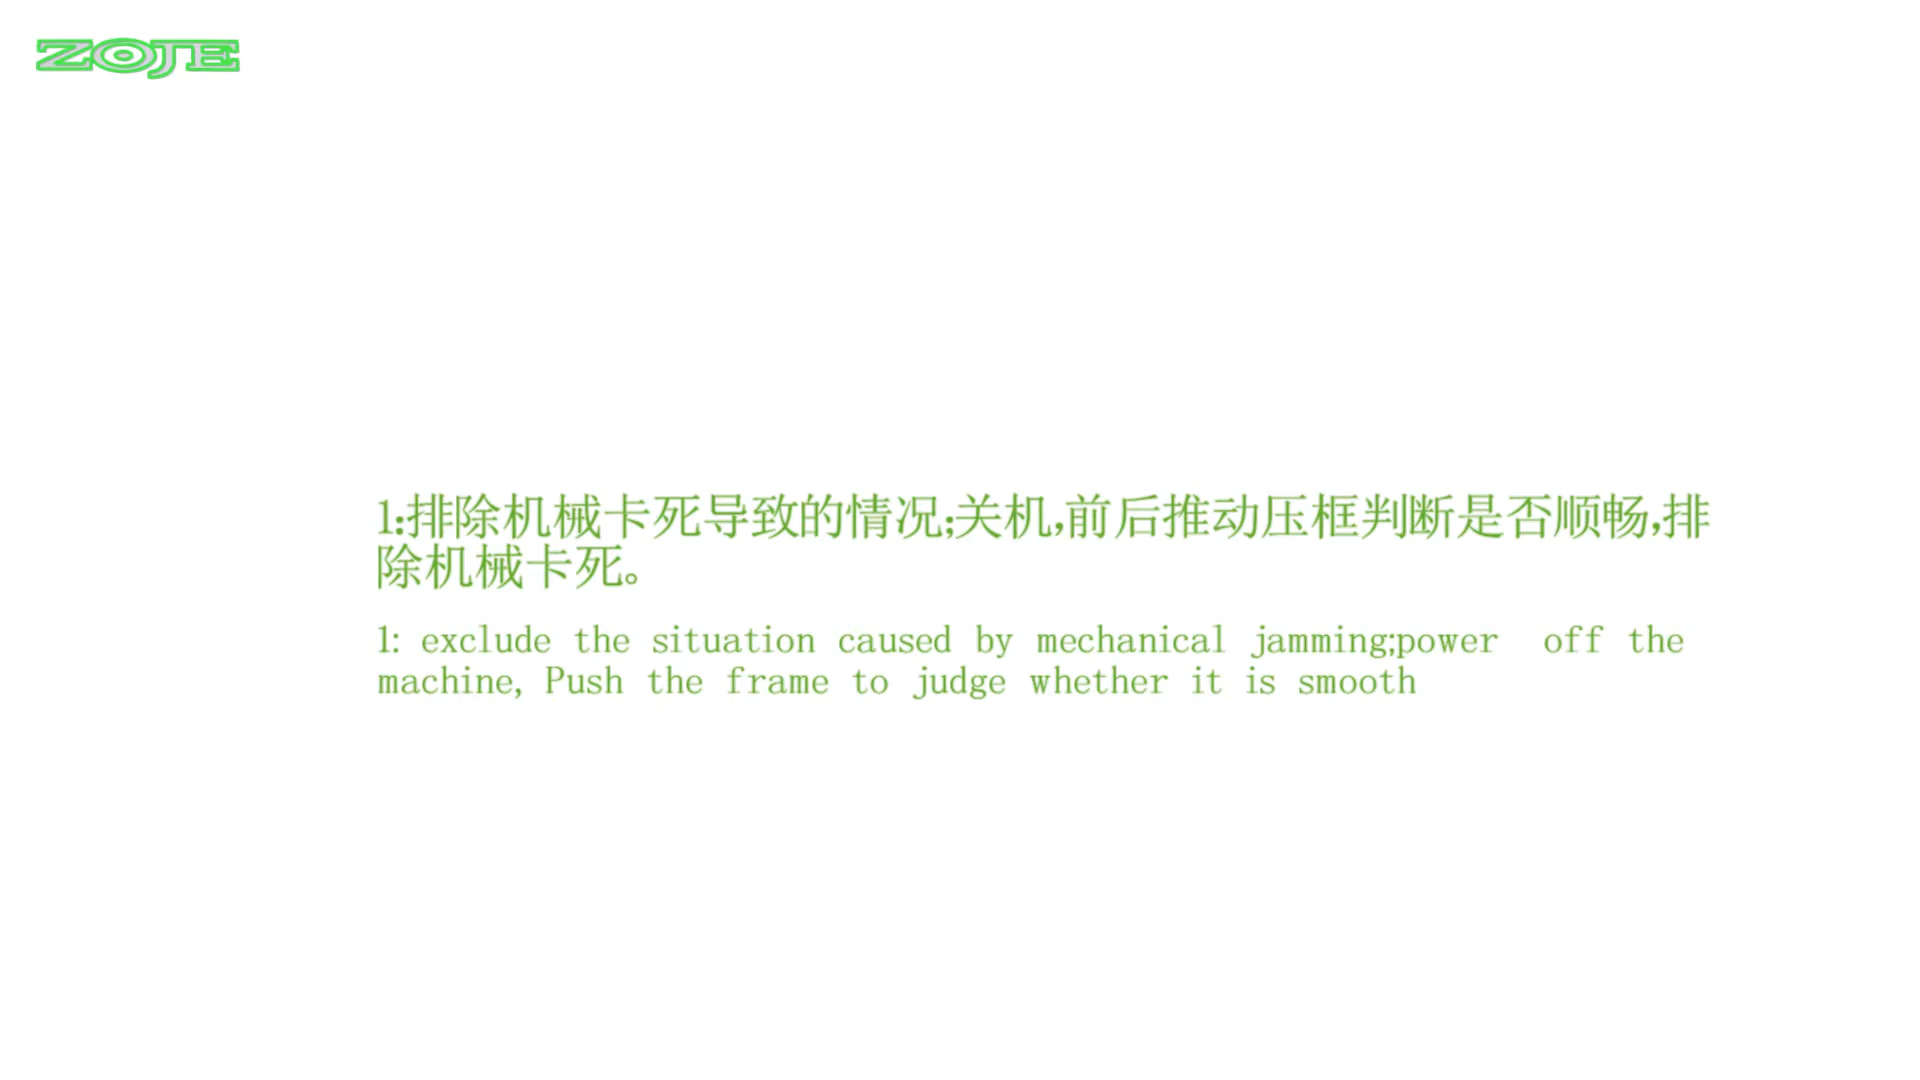 ZOJE
1:排除机械卡死导致的情况;关机,前后推动压框判断是否顺畅,排
除机械卡死。
1: exclude the situation caused by mechanical jamming;power  off the
machine, Push the frame to judge whether it is smooth